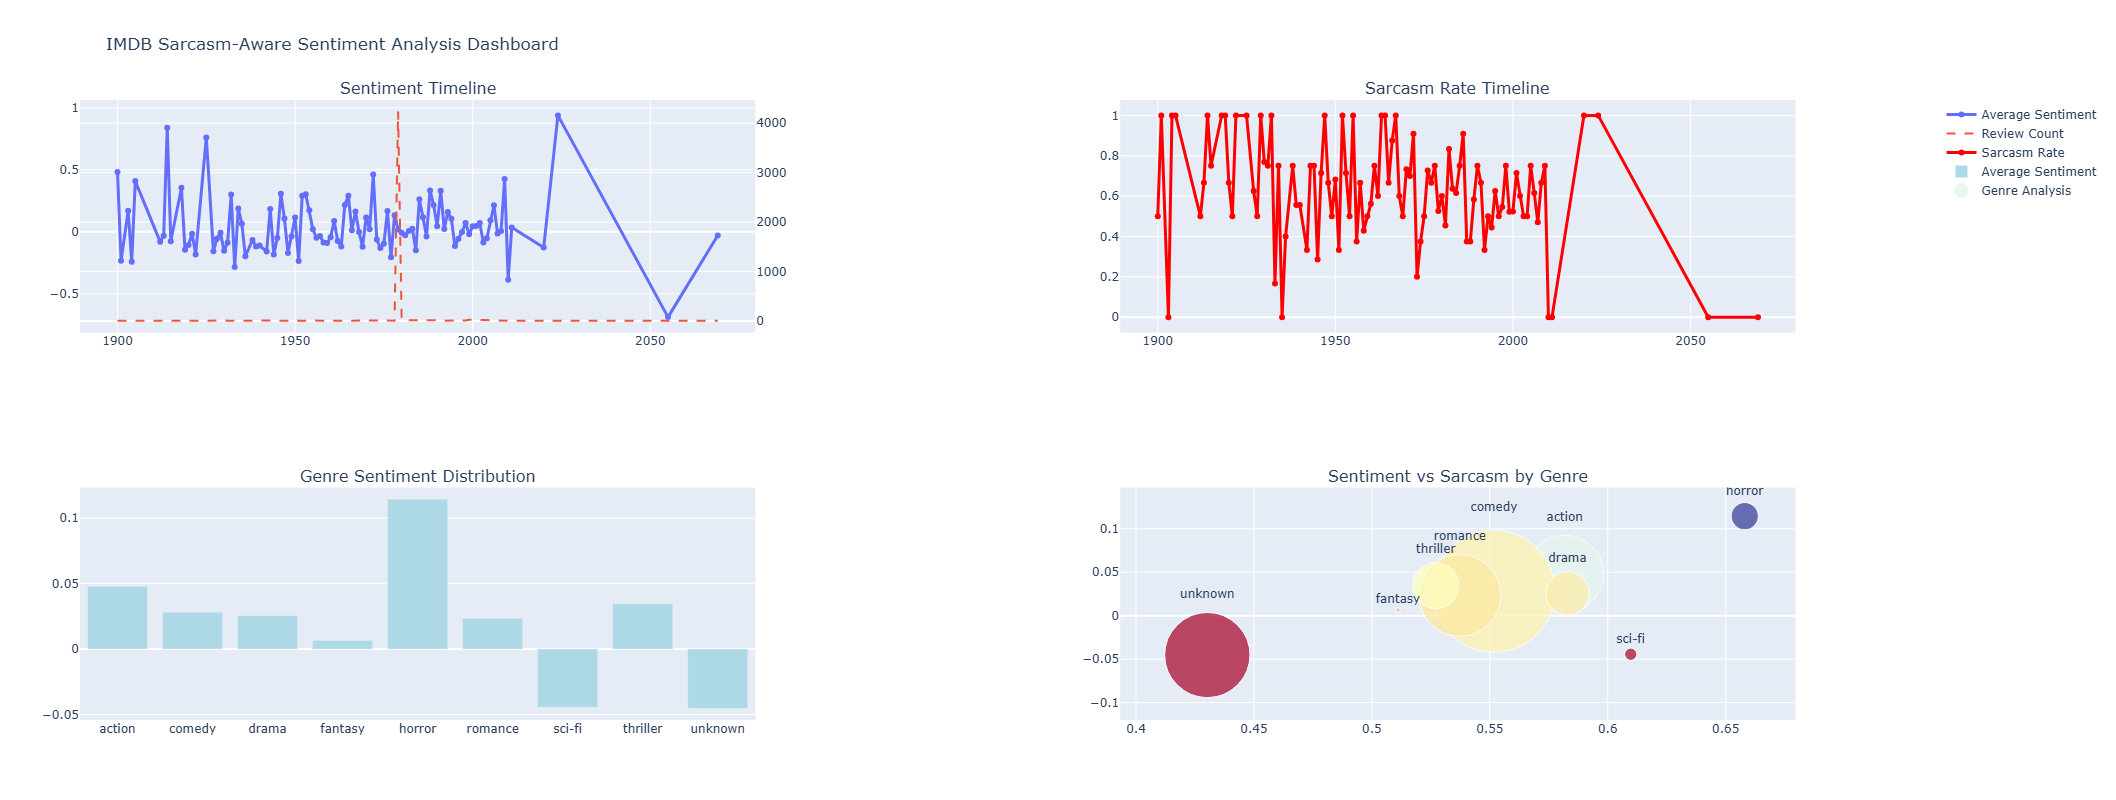 IMDB Sarcasm-Aware Sentiment Analysis Dashboard
Sentiment Timeline
1
0.5
0
−0.5
4000
3000
2000
1000
0
1900
1950
2000
2050
Sarcasm Rate Timeline
1
0.8
0.6
0.4
0.2
0
1900
1950
2000
2050
Average Sentiment
Review Count
Sarcasm Rate
Average Sentiment
Genre Analysis
Genre Sentiment Distribution
0.1
0.05
0
−0.05
action
comedy
drama
fantasy
horror
romance
sci-fi
thriller
unknown
Sentiment vs Sarcasm by Genre
horror
comedy
action
romance
thriller
drama
unknown
fantasy
sci-fi
0.1
0.05
0
−0.05
−0.1
0.4
0.45
0.5
0.55
0.6
0.65